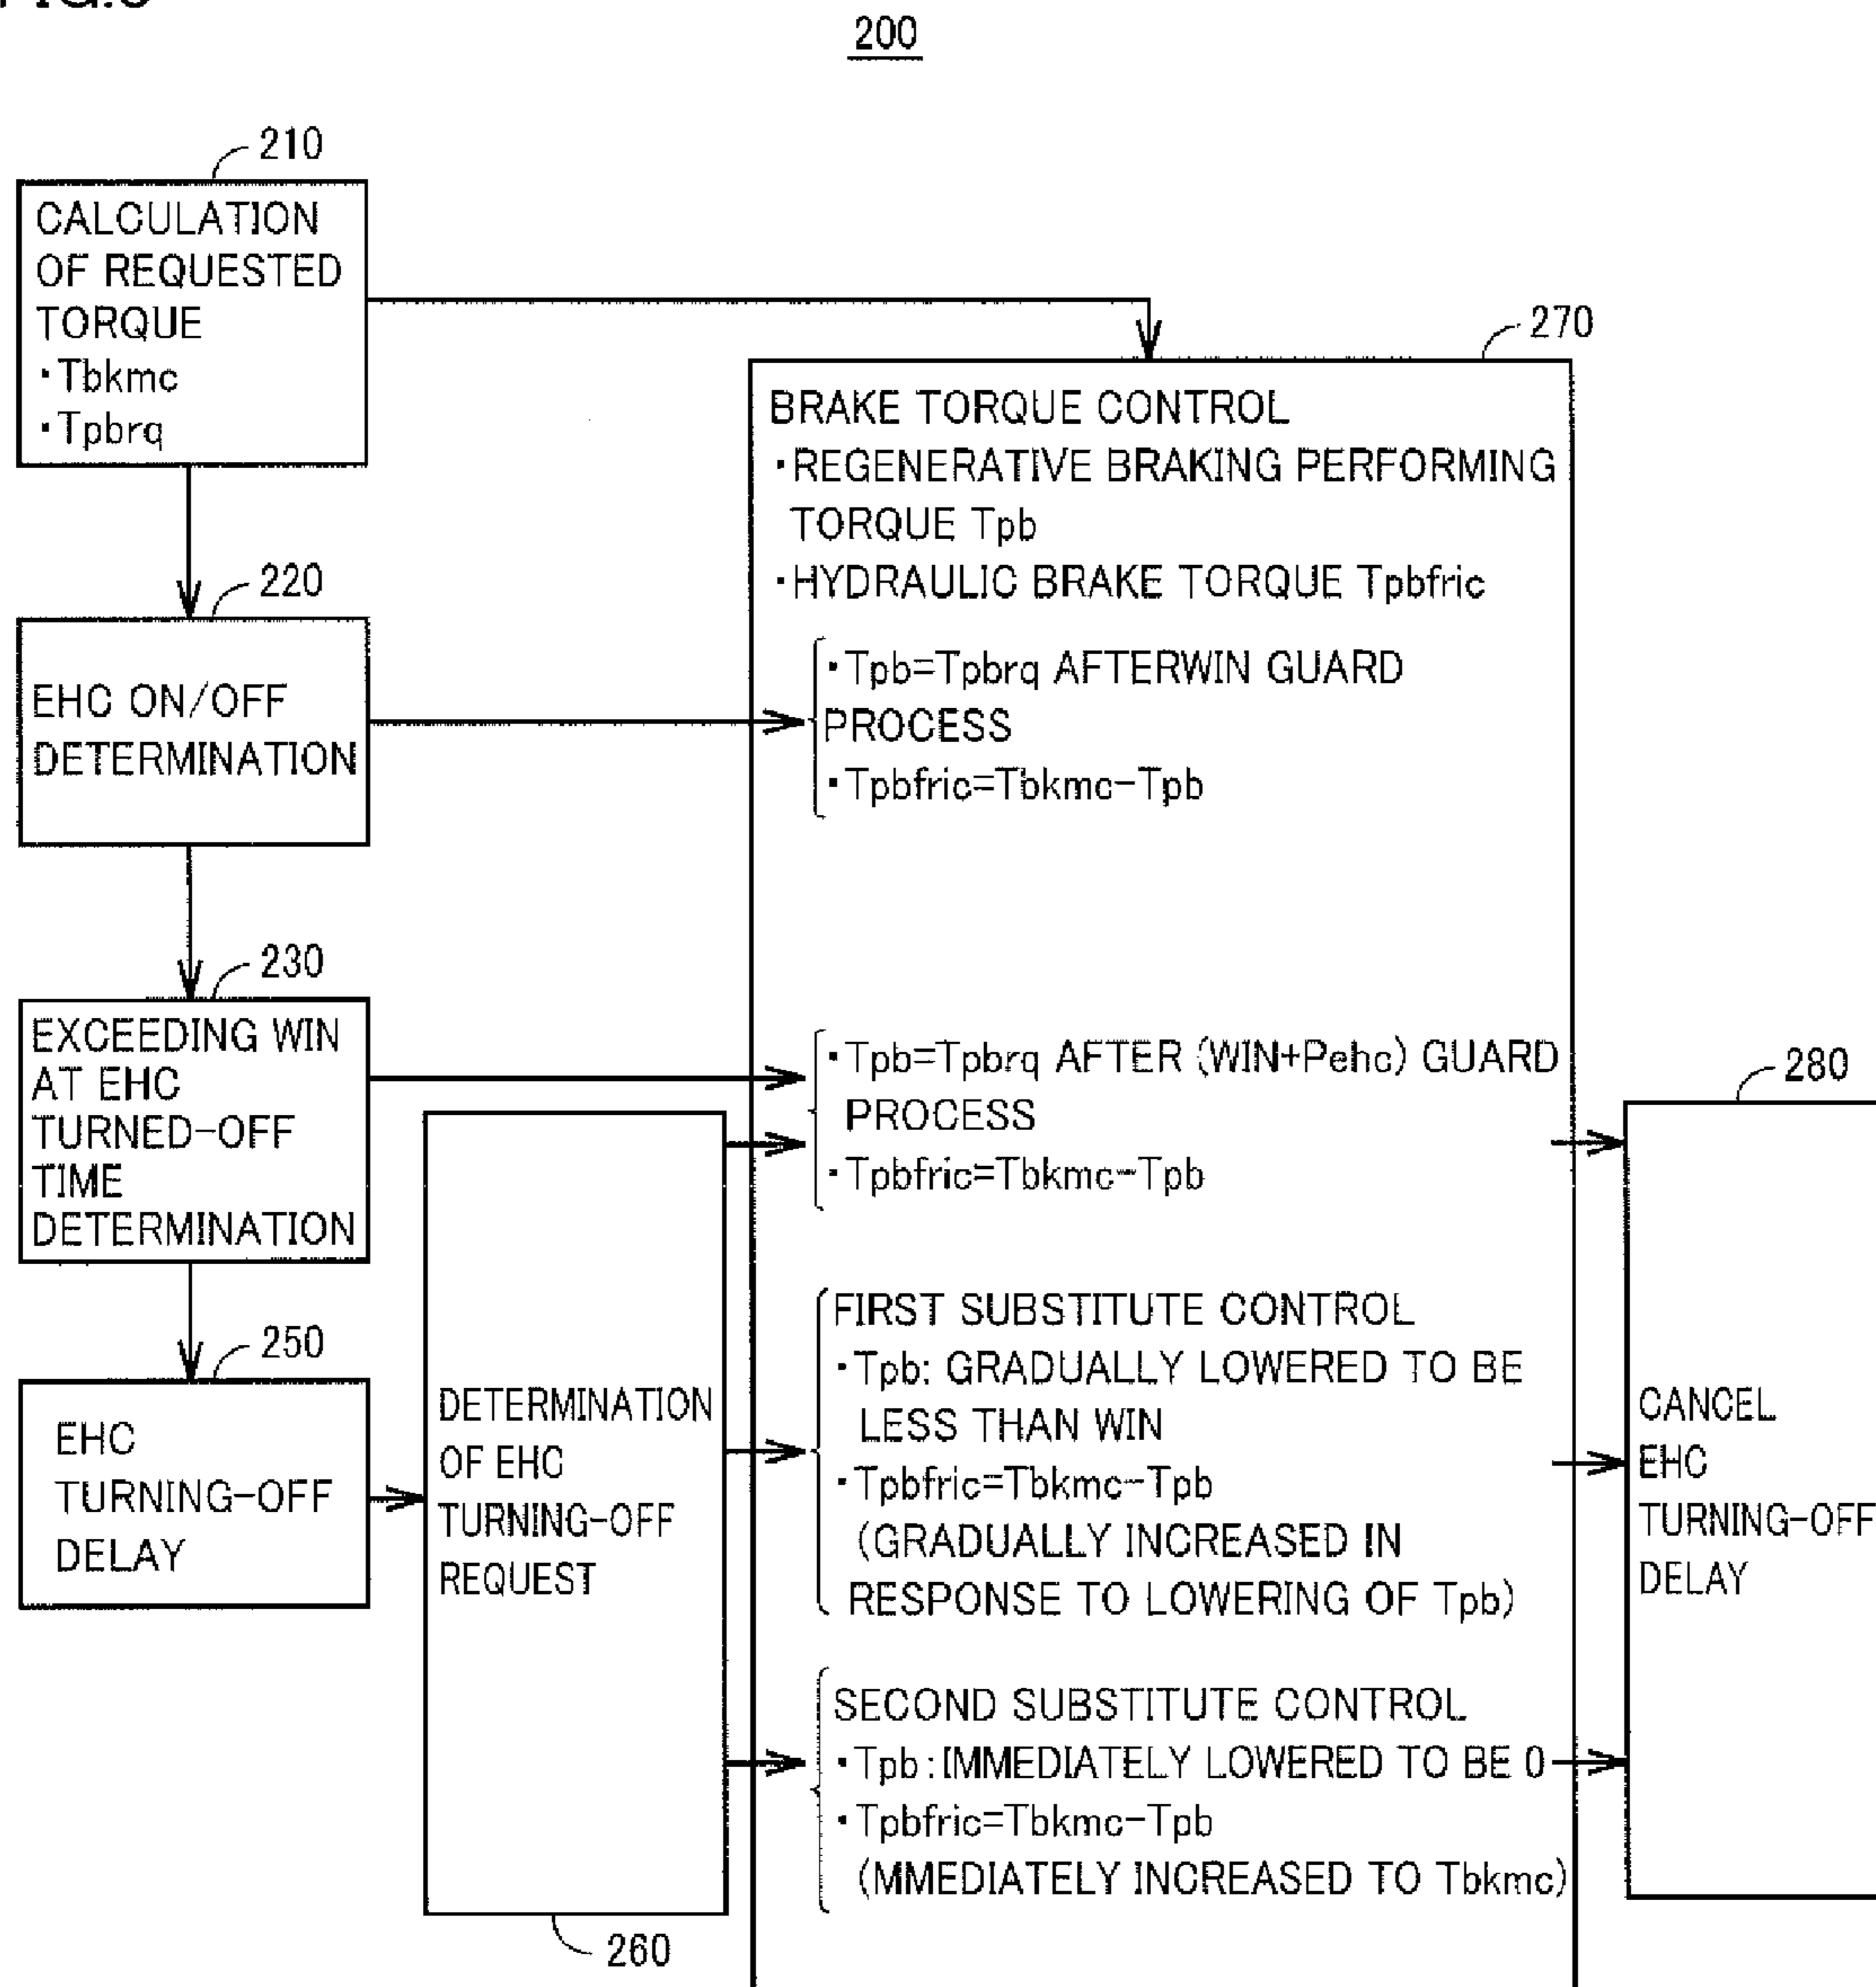 200
210
CALCULATION
OF REQUESTED
TORQUE
・Tbkmc
・Tpbrq
220
EHC ON/OFF
DETERMINATION
230
EXCEEDING WIN
AT EHC
TURNED-OFF
TIME
DETERMINATION
250
EHC
TURNING-OFF
DELAY
DETERMINATION
OF EHC
TURNING-OFF
REQUEST
260
270
BRAKE TORQUE CONTROL
・REGENERATIVE BRAKING PERFORMING
TORQUE Tpb
・HYDRAULIC BRAKE TORQUE Tpbfric
・Tpb=Tpbrq AFTERWIN GUARD
PROCESS
・Tpbfric=Tbkmc-Tpb
・Tpb=Tpbrq AFTER (WIN+Pehc) GUARD
PROCESS
・Tpbfric=Tbkmc-Tpb
FIRST SUBSTITUTE CONTROL
・Tpb: GRADUALLY LOWERED TO BE
LESS THAN WIN
・Tpbfric=Tbkmc-Tpb
(GRADUALLY INCREASED IN
RESPONSE TO LOWERING OF Tpb)
SECOND SUBSTITUTE CONTROL
・Tpb:IMMEDIATELY LOWERED TO BE 0
・Tpbfric=Tbkmc-Tpb
(MMEDIATELY INCREASED TO Tbkmc)
280
CANCEL
EHC
TURNING-OFF
DELAY